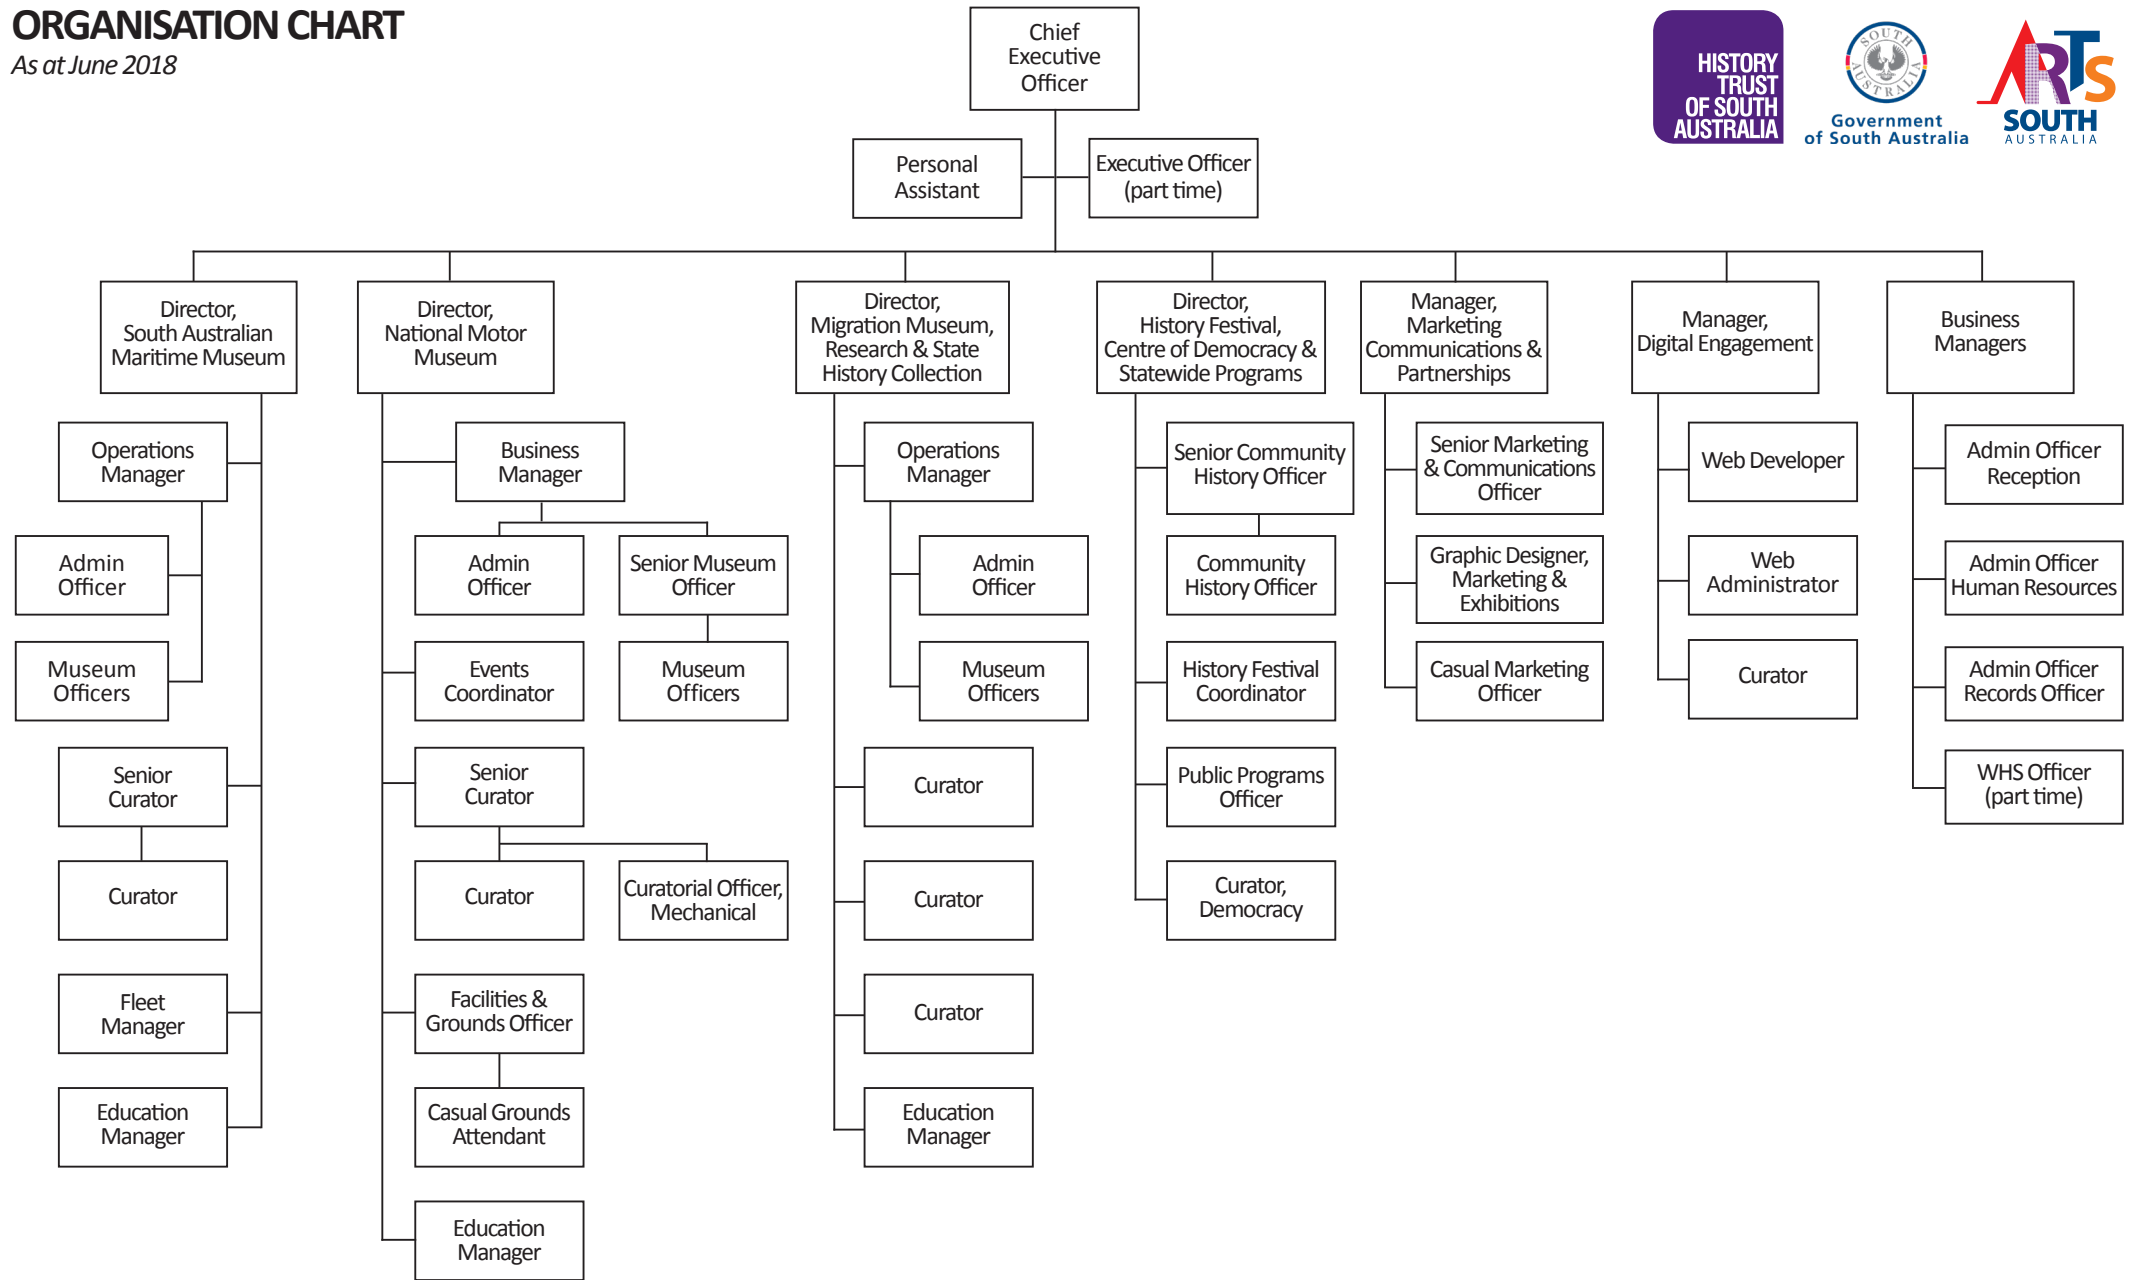 ORGANISATION CHART
As at June 2018
Chief
Executive
Officer
HISTORY
TRUST
OF SOUTH
AUSTRALIA
SOUTH
AUSTRALIA
Government
of South Australia
ARTS
SOUTH
AUSTRALIA
Personal
Assistant
Executive Officer
(part time)
Director,
South Australian
Maritime Museum
Director,
National Motor
Museum
Director,
Migration Museum,
Research & State
History Collection
Director,
History Festival,
Centre of Democracy &
Statewide Programs
Manager,
Marketing
Communications &
Partnerships
Manager,
Digital Engagement
Business
Managers
Operations
Manager
Admin
Officer
Museum
Officers
Senior
Curator
Curator
Fleet
Manager
Education
Manager
Business
Manager
Admin
Officer
Senior Museum
Officer
Events
Coordinator
Museum
Officers
Senior
Curator
Curator
Curatorial Officer,
Mechanical
Facilities &
Grounds Officer
Casual Grounds
Attendant
Education
Manager
Operations
Manager
Admin
Officer
Museum
Officers
Curator
Curator
Curator
Education
Manager
Senior Community
History Officer
Community
History Officer
History Festival
Coordinator
Public Programs
Officer
Curator,
Democracy
Senior Marketing
& Communications
Officer
Graphic Designer,
Marketing &
Exhibitions
Casual Marketing
Officer
Web Developer
Web
Administrator
Curator
Admin Officer
Reception
Admin Officer
Human Resources
Admin Officer
Records Officer
WHS Officer
(part time)